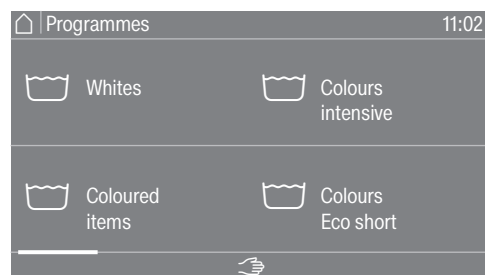 Programmes 11:02
Whites
Colours
intensive
Coloured
items
Colours
Eco short